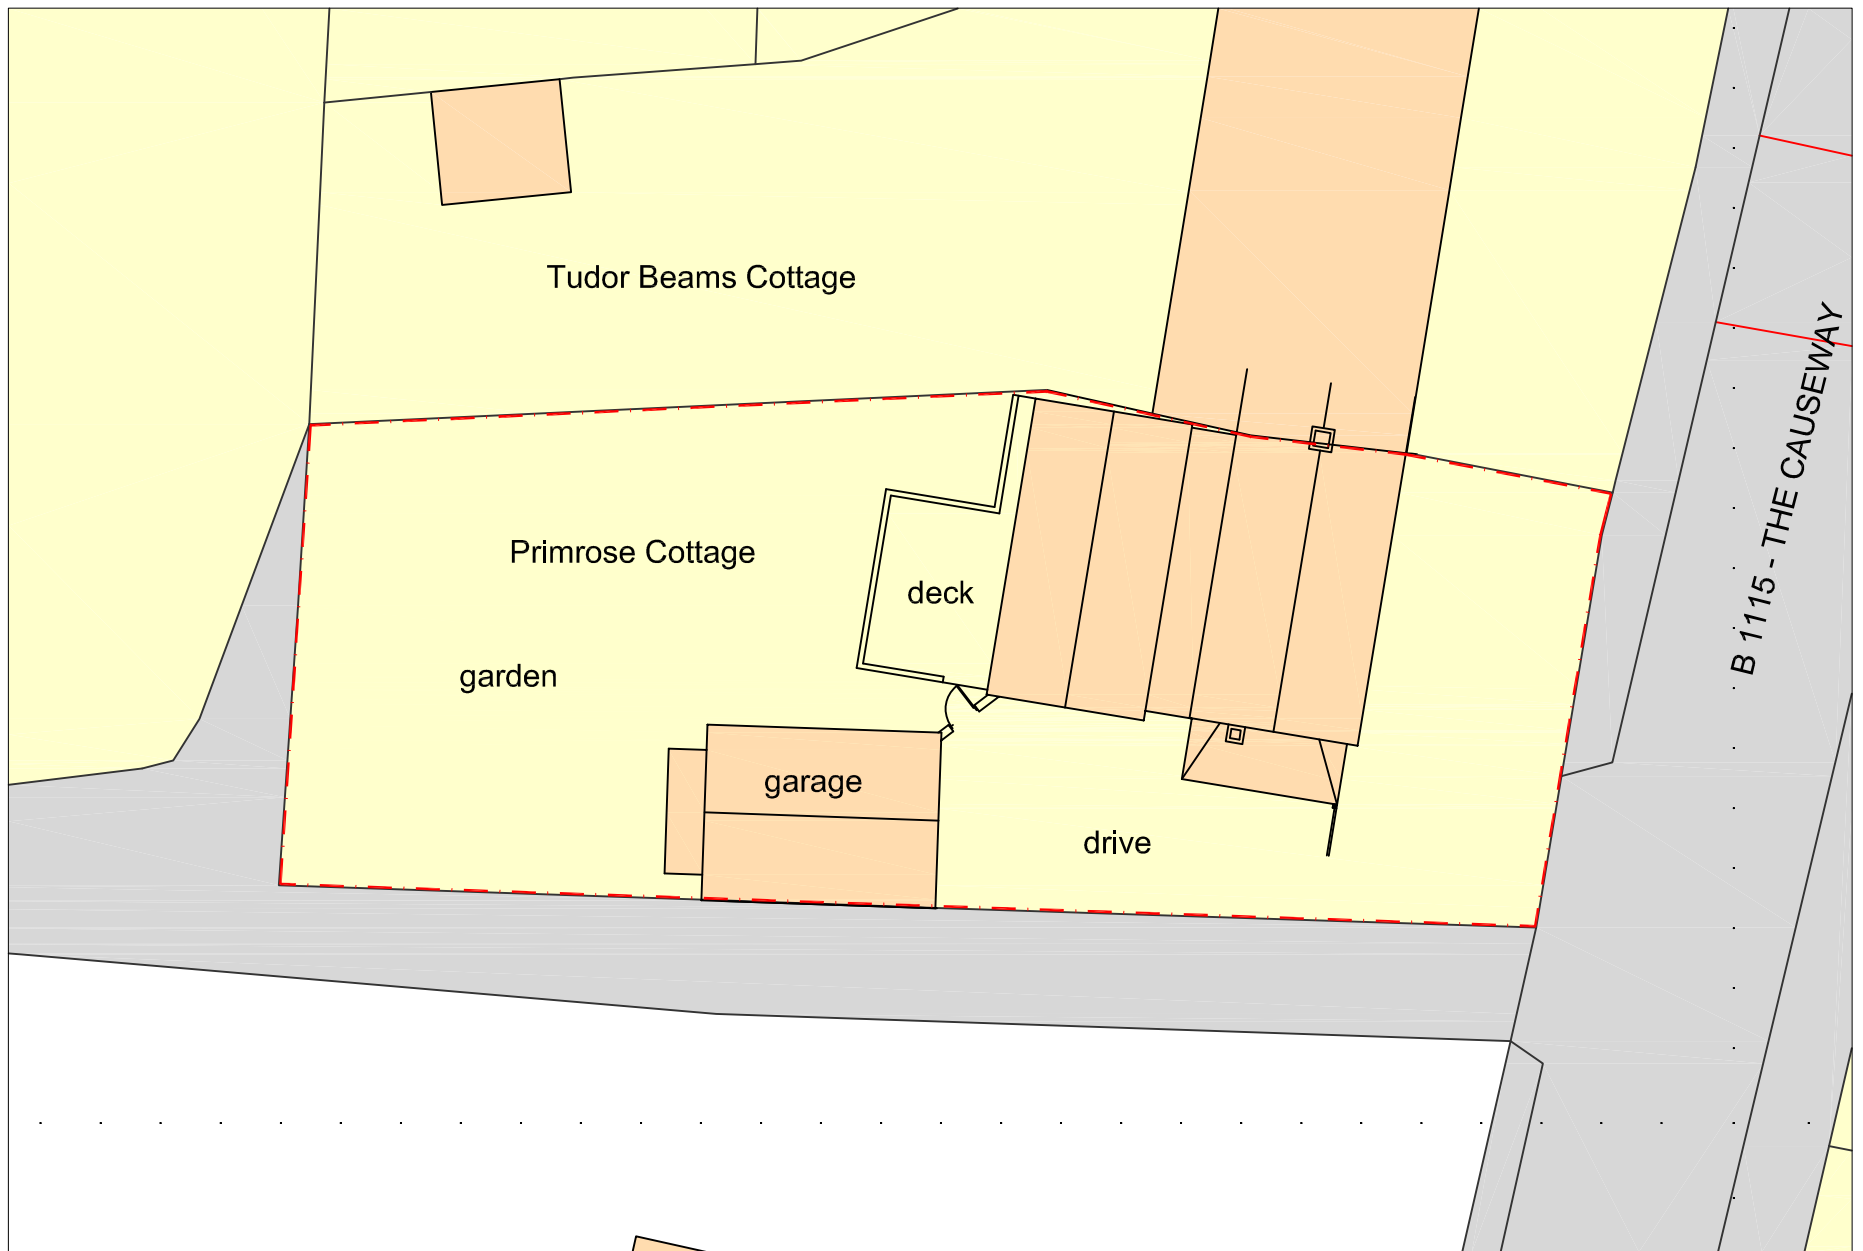 Tudor Beams Cottage
B 1115 - THE CAUSEWAY
Primrose Cottage
deck
garden
garage
drive